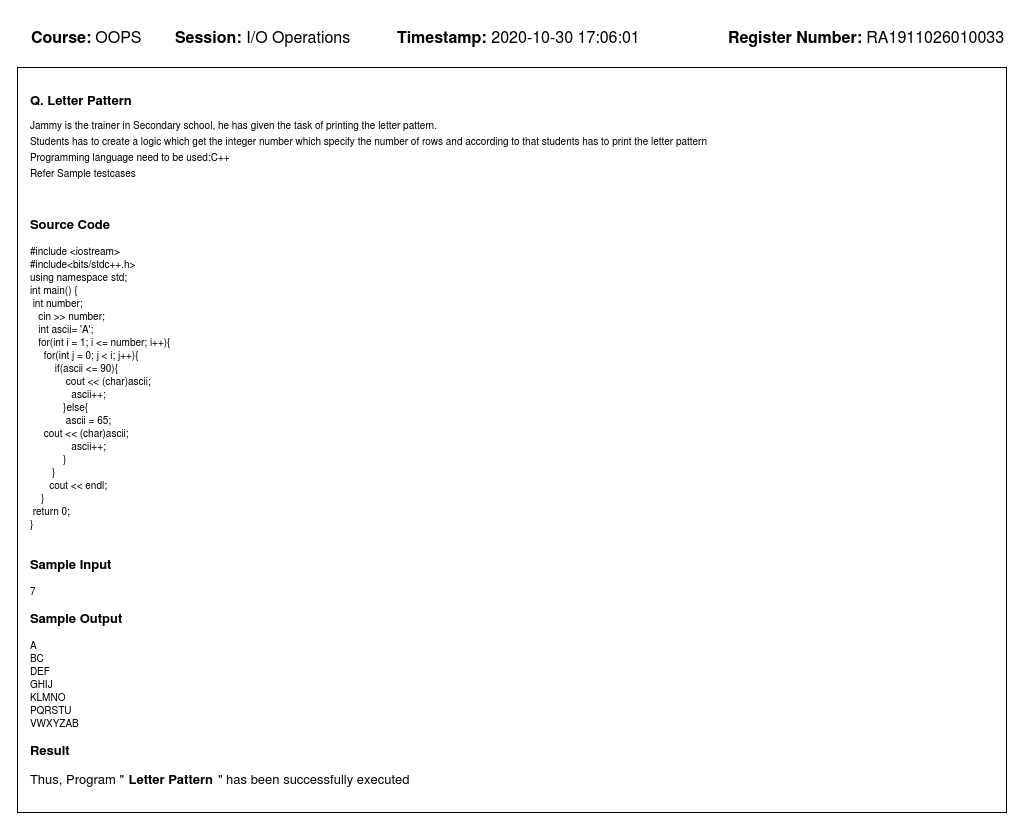 Course: OOPS Session: I/O Operations Timestamp: 2020-10-30 17:06:01 Register Number: RA1911026010033
Q. Letter Pattern
Jammy is the trainer in Secondary school, he has given the task of printing the letter pattern.
Students has to create a logic which get the integer number which specify the number of rows and according to that students has to print the letter pattern
Programming language need to be used:C++
Refer Sample testcases
Source Code
#include <iostream>
#include<bits/stdc++.h>
using namespace std;
int main() {
 int number;
   cin >> number;
   int ascii= 'A';
   for(int i = 1; i <= number; i++){
     for(int j = 0; j < i; j++){
         if(ascii <= 90){
             cout << (char)ascii;
               ascii++;
            }else{
             ascii = 65;
     cout << (char)ascii;
               ascii++;
            }
        }
       cout << endl;
    }
 return 0;
}
Sample Input
7
Sample Output
A
BC
DEF
GHIJ
KLMNO
PQRSTU
VWXYZAB
Result
Thus, Program " Letter Pattern " has been successfully executed